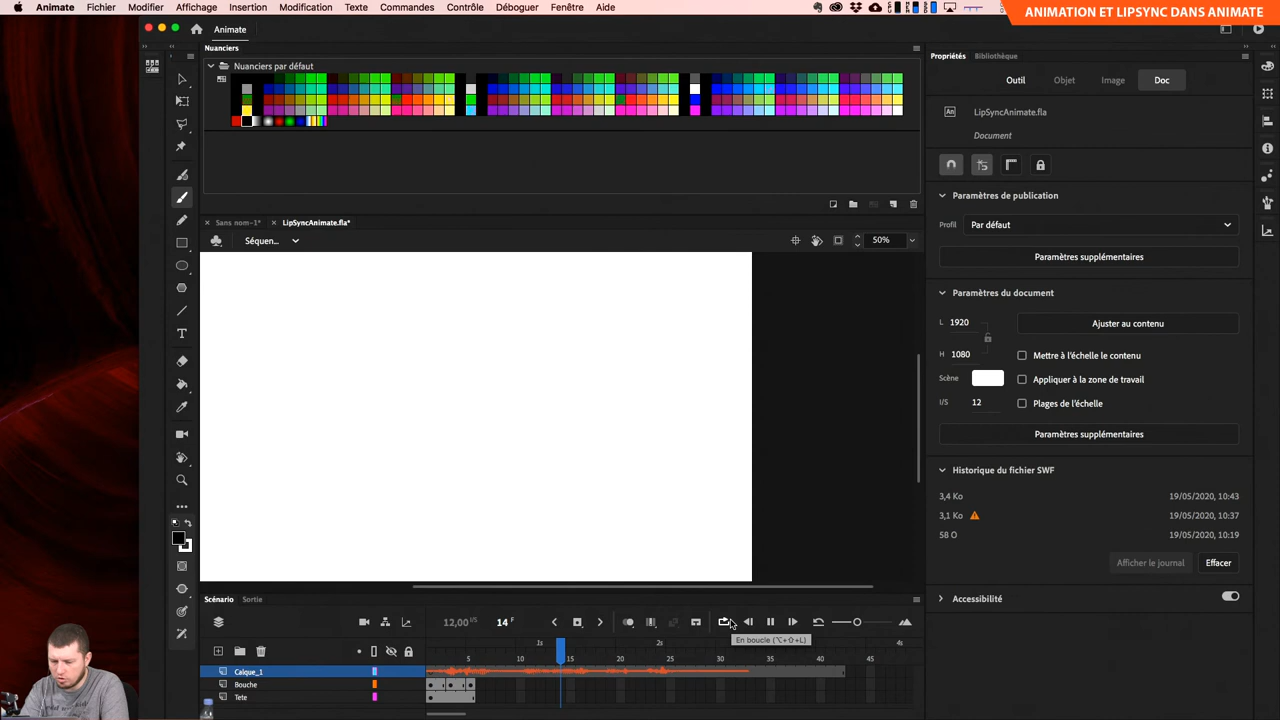 Animate Fichier Modifier Affichage Insertion Modification Texte Commandes Contrôle Déboguer Fenêtre Aide
ANIMATION ET LIPSYNC DANS ANIMATE
Animate
Nuanciers
Nuanciers par défaut
Sans nom-1* LipSyncAnimate.fla*
Séquen... 50%
Propriétés Bibliothèque
Outil Objet Image Doc
An LipSyncAnimate.fla
Document
Paramètres de publication
Profil Par défaut
Paramètres supplémentaires
Paramètres du document
L 1920 Ajuster au contenu
H 1080 Mettre à l'échelle le contenu
Scène Appliquer à la zone de travail
I/S 12 Plages de l'échelle
Paramètres supplémentaires
Historique du fichier SWF
3,4 Ko 19/05/2020, 10:43
3,1 Ko 19/05/2020, 10:37
58 O 19/05/2020, 10:19
Afficher le journal Effacer
Accessibilité
Scénario Sortie
12,00 I/S 14 F
En boucle (⌥+⇧+L)
1s 2s 4s
5 10 15 20 25 30 35 40 45
Calque_1
Bouche
Tete